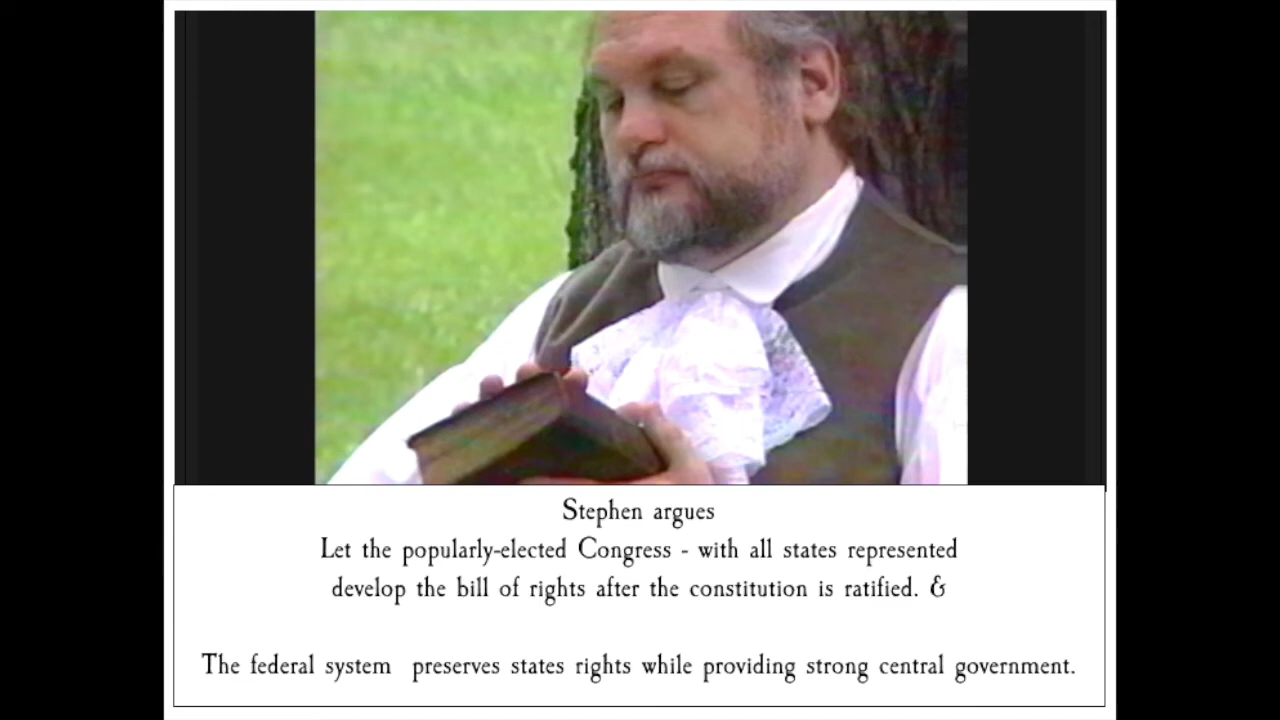 Stephen argues
Let the popularly-elected Congress - with all states represented
develop the bill of rights after the constitution is ratified. &
The federal system preserves states rights while providing strong central government.